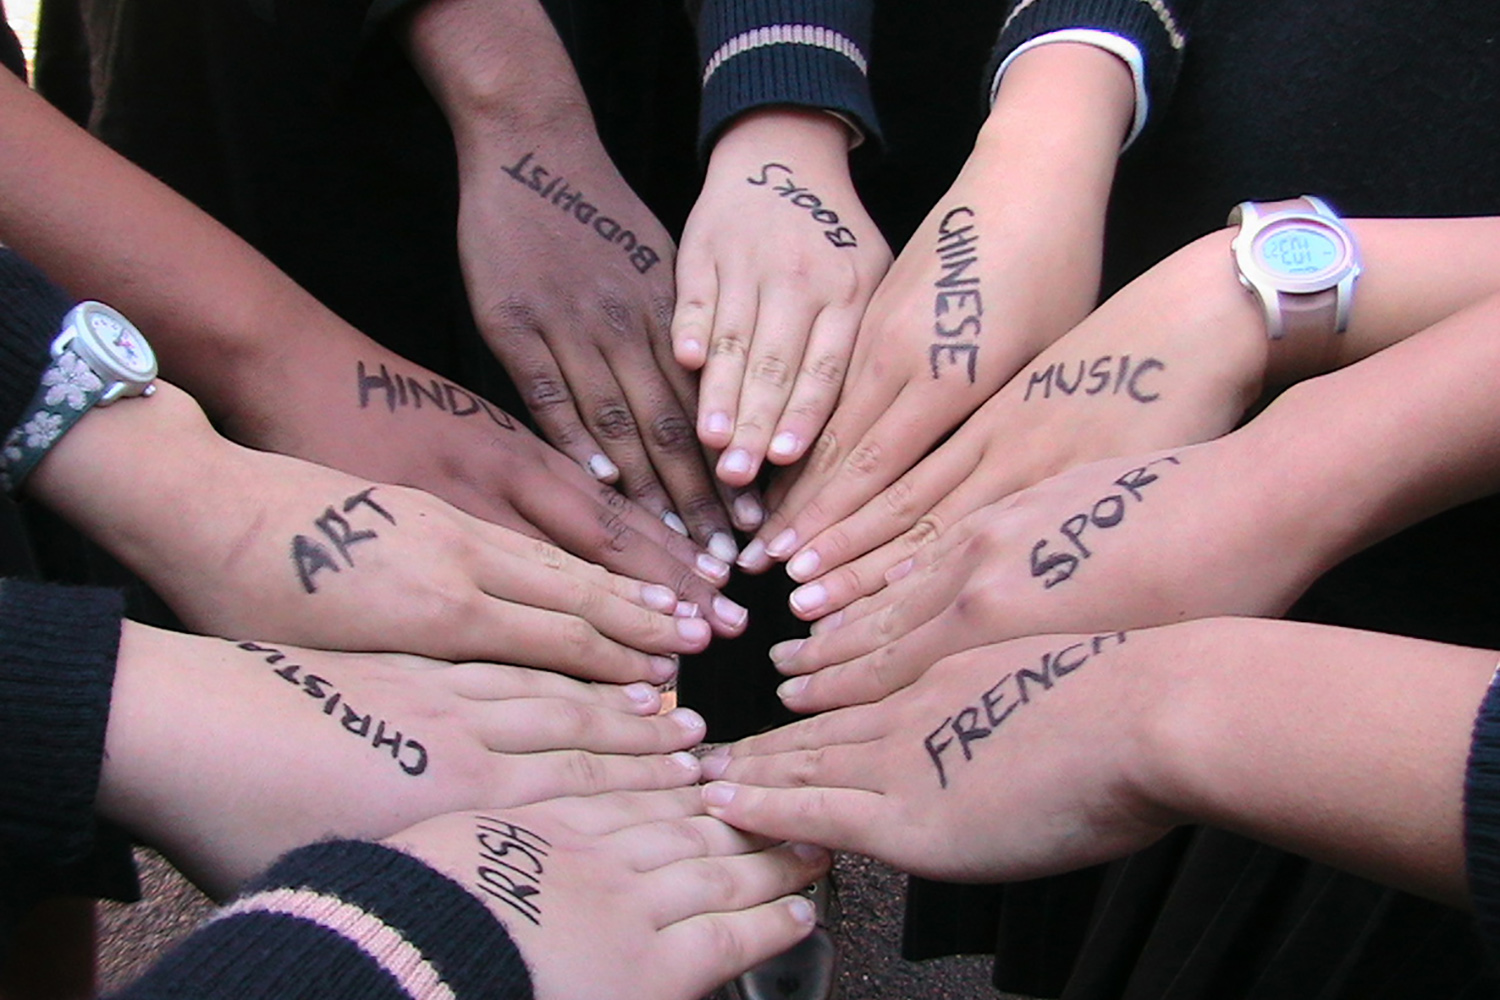 BUDDHIST
BOOKS
CHINESE
MUSIC
HINDU
SPORT
ART
FRENCH
CHRISTIA
IRISH